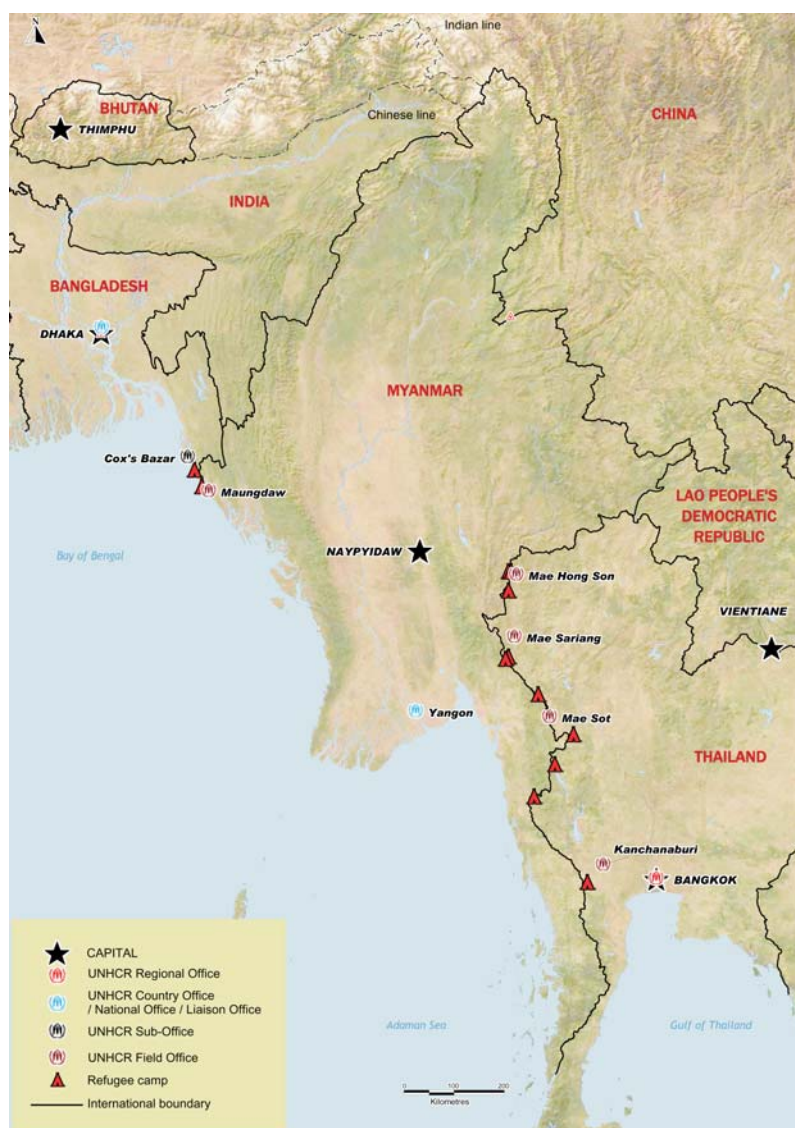 N
Indian line
BHUTAN
THIMPHU
Chinese line
CHINA
INDIA
BANGLADESH
DHAKA
MYANMAR
Cox's Bazar
Maungdaw
LAO PEOPLE'S
DEMOCRATIC
REPUBLIC
NAYPYIDAW
Bay of Bengal
Mae Hong Son
VIENTIANE
Mae Sariang
Yangon
Mae Sot
THAILAND
Kanchanaburi
BANGKOK
CAPITAL
UNHCR Regional Office
UNHCR Country Office
/ National Office / Liaison Office
UNHCR Sub-Office
UNHCR Field Office
Refugee camp
International boundary
Adaman Sea
Gulf of Thailand
0 100 200
Kilometres